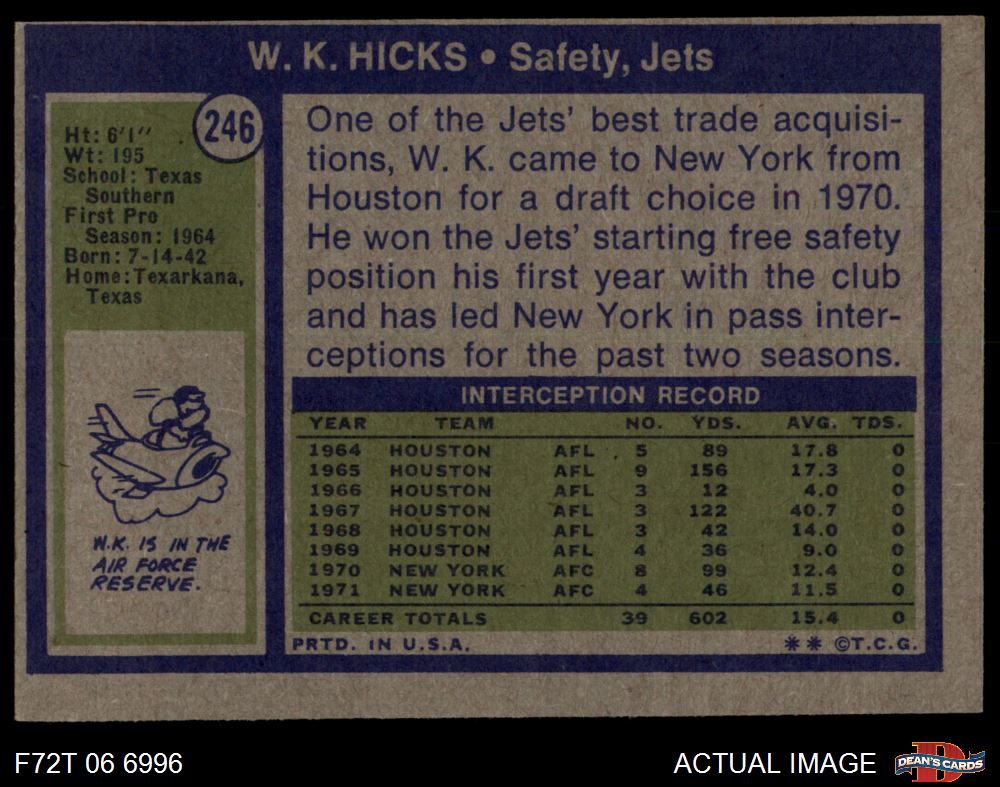 W. K. HICKS • Safety, Jets
246
Ht: 6'1"
Wt: 195
School: Texas
Southern
First Pro
Season: 1964
Born: 7-14-42
Home: Texarkana,
Texas
W.K. IS IN THE
AIR FORCE
RESERVE.
One of the Jets' best trade acquisi-
tions, W. K. came to New York from
Houston for a draft choice in 1970.
He won the Jets' starting free safety
position his first year with the club
and has led New York in pass inter-
ceptions for the past two seasons.
INTERCEPTION RECORD
YEAR TEAM NO. YDS. AVG. TDS.
1964 HOUSTON AFL 5 89 17.8 0
1965 HOUSTON AFL 9 156 17.3 0
1966 HOUSTON AFL 3 12 4.0 0
1967 HOUSTON AFL 3 122 40.7 0
1968 HOUSTON AFL 3 42 14.0 0
1969 HOUSTON AFL 4 36 9.0 0
1970 NEW YORK AFC 8 99 12.4 0
1971 NEW YORK AFC 4 46 11.5 0
CAREER TOTALS 39 602 15.4 0
PRTD. IN U.S.A. ** ©T.C.G.
F72T 06 6996 ACTUAL IMAGE
D
DEAN'S CARDS